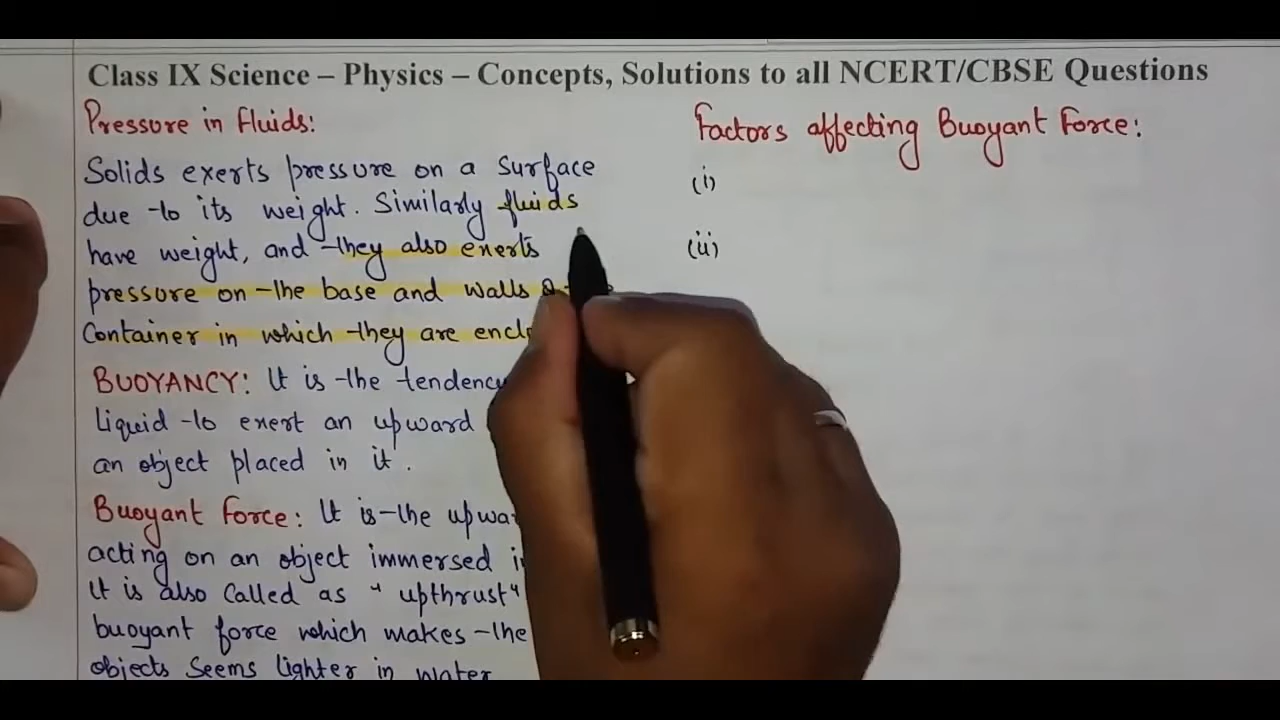 Class IX Science – Physics – Concepts, Solutions to all NCERT/CBSE Questions
Pressure in Fluids:
Solids exerts pressure on a surface
due to its weight. Similarly fluids
have weight, and they also exerts
pressure on the base and walls
Container in which they are
BUOYANCY: It is the tendency
Liquid to exert an upward
an object placed in it.
Buoyant Force: It is the
acting on an object immersed
It is also Called as "upthrust"
buoyant force which makes the
objects Seems lighter in water
Factors affecting Buoyant Force:
(i)
(ii)